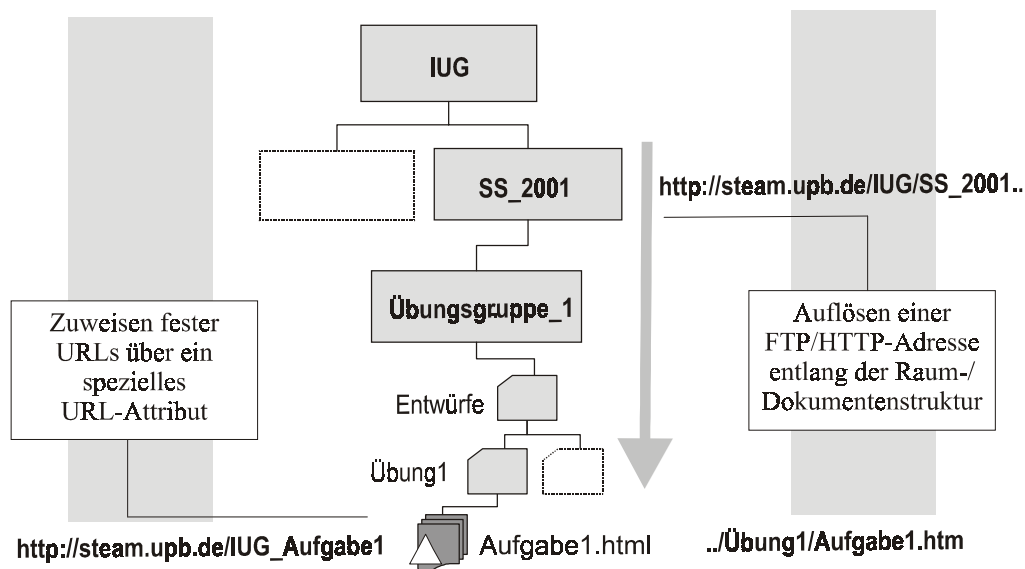 IUG
SS_2001
http://steam.upb.de/IUG/SS_2001..
Übungsgruppe_1
Zuweisen fester
URLs über ein
spezielles
URL-Attribut
Auflösen einer
FTP/HTTP-Adresse
entlang der Raum-/
Dokumentenstruktur
Entwürfe
Übung1
http://steam.upb.de/IUG_Aufgabe1
Aufgabe1.html
../Übung1/Aufgabe1.htm